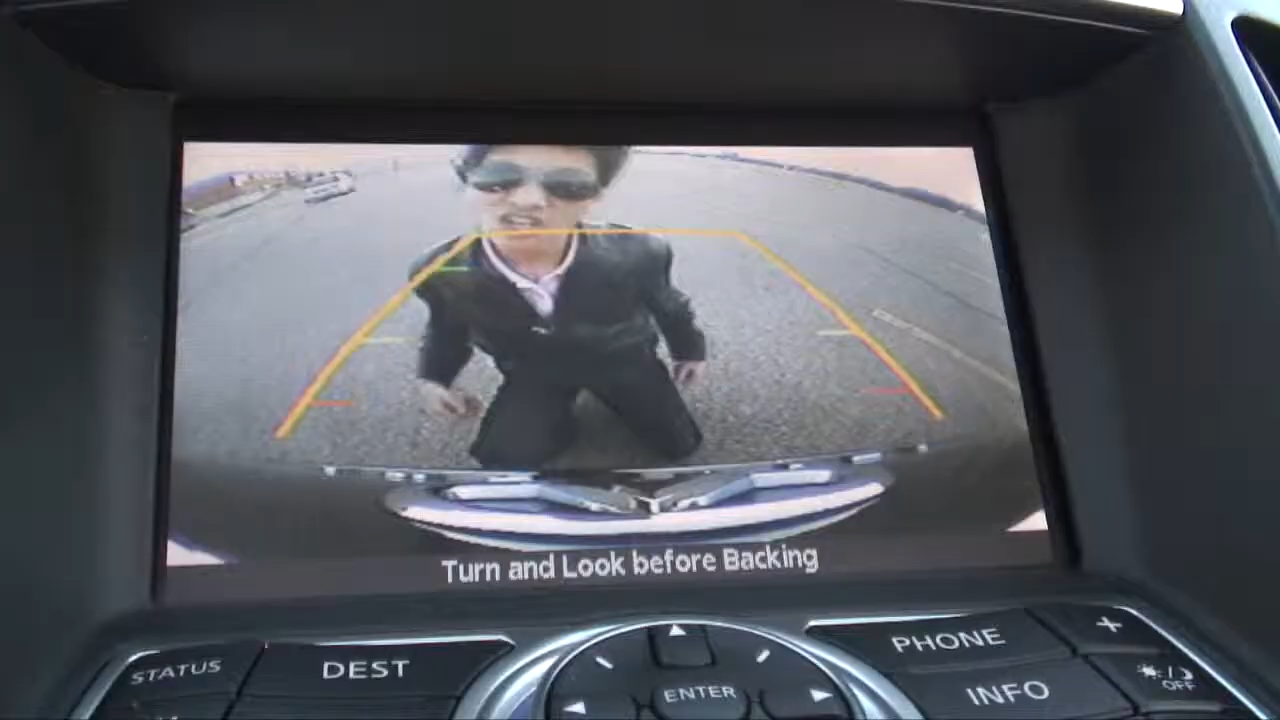 Turn and Look before Backing
STATUS
DEST
PHONE
+
ENTER
INFO
OFF